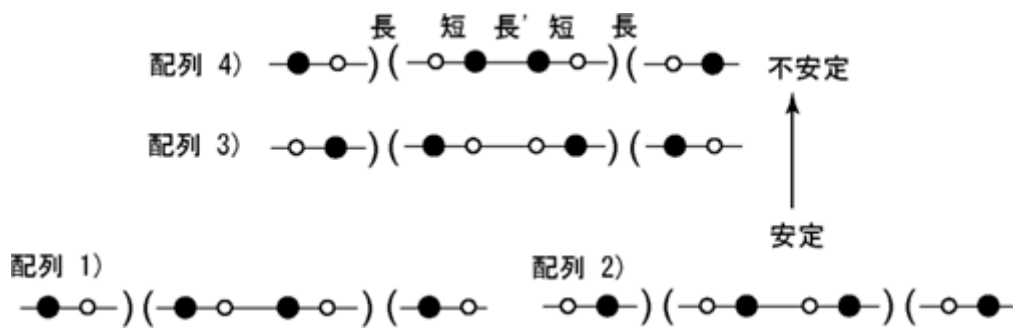 長 短 長' 短 長
配列 4) 不安定
配列 3)
安定
配列 1) 配列 2)